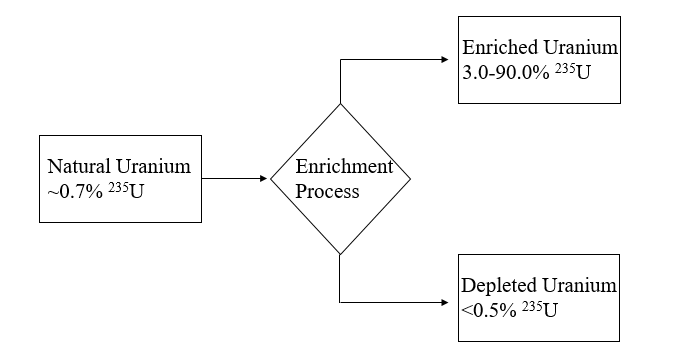 Enriched Uranium
3.0-90.0% ²³⁵U
Natural Uranium
~0.7% ²³⁵U
Enrichment
Process
Depleted Uranium
<0.5% ²³⁵U